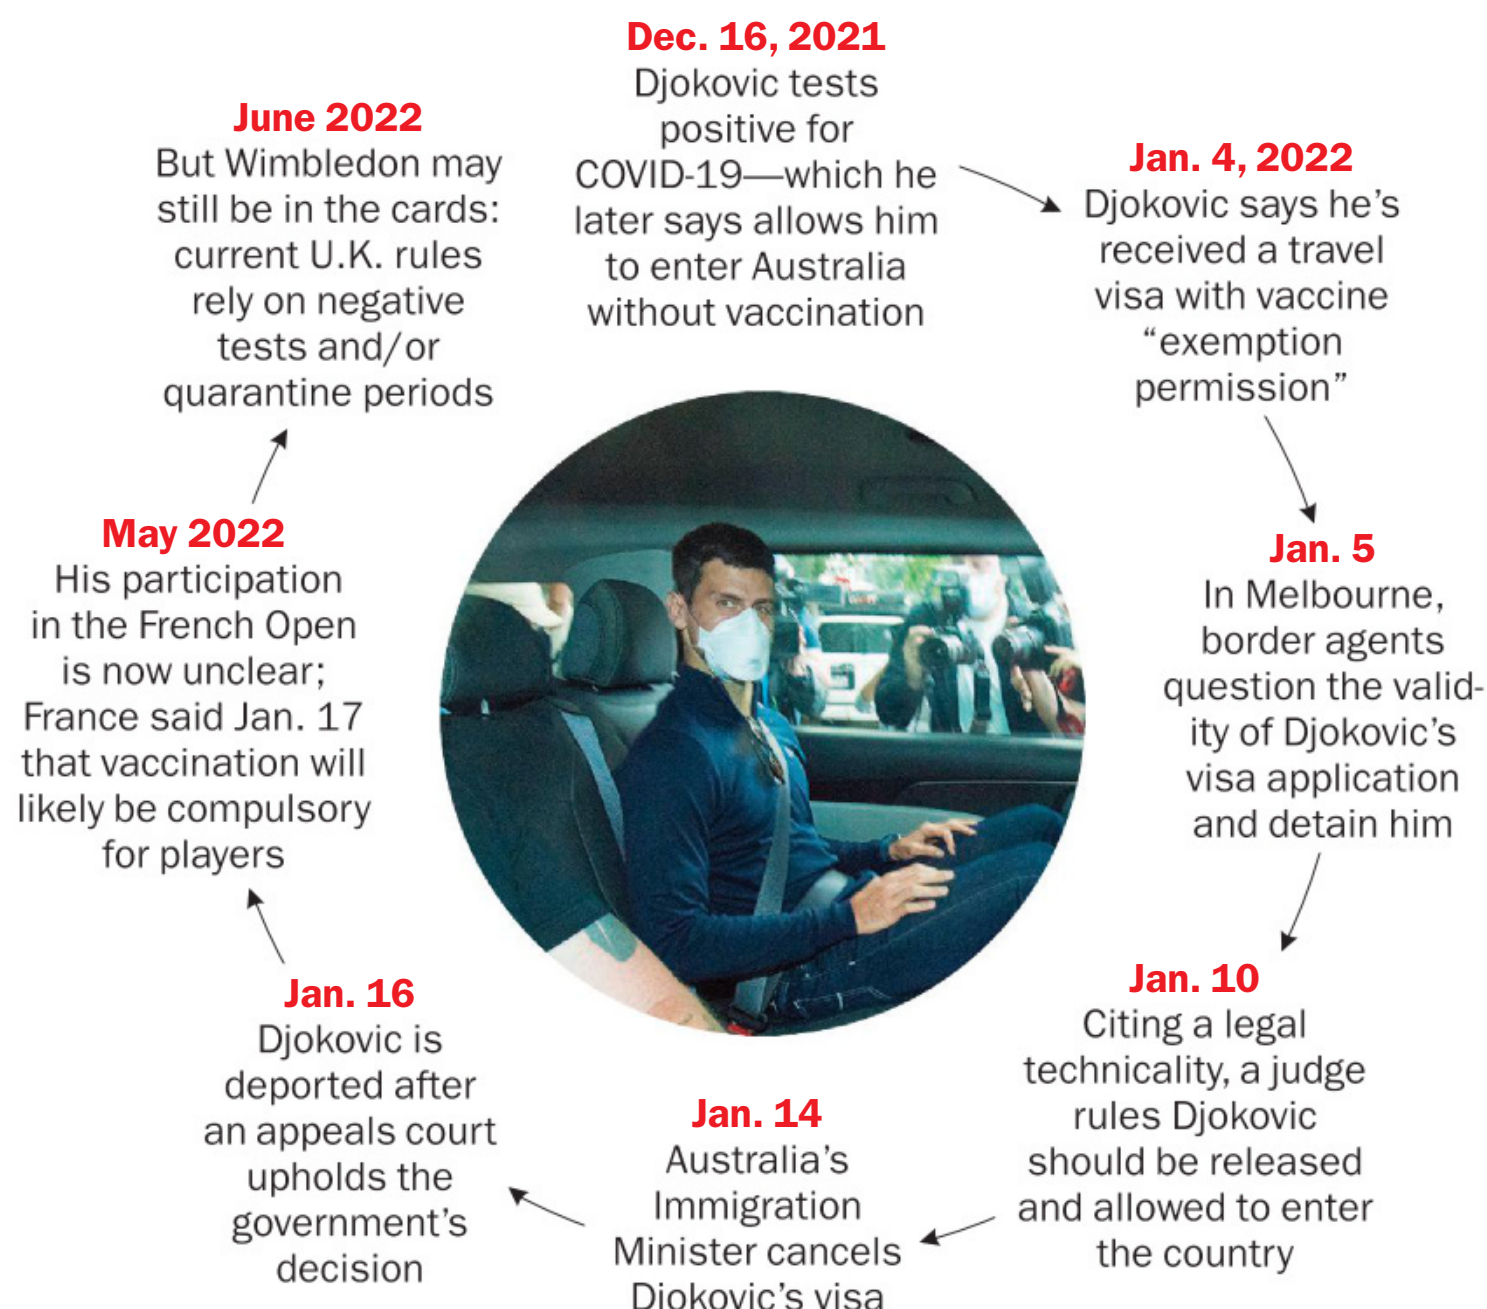 Dec. 16, 2021
Djokovic tests
positive for
COVID-19—which he
later says allows him
to enter Australia
without vaccination
Jan. 4, 2022
Djokovic says he’s
received a travel
visa with vaccine
“exemption
permission”
Jan. 5
In Melbourne,
border agents
question the valid-
ity of Djokovic’s
visa application
and detain him
Jan. 10
Citing a legal
technicality, a judge
rules Djokovic
should be released
and allowed to enter
the country
Jan. 14
Australia’s
Immigration
Minister cancels
Djokovic’s visa
Jan. 16
Djokovic is
deported after
an appeals court
upholds the
government’s
decision
May 2022
His participation
in the French Open
is now unclear;
France said Jan. 17
that vaccination will
likely be compulsory
for players
June 2022
But Wimbledon may
still be in the cards:
current U.K. rules
rely on negative
tests and/or
quarantine periods